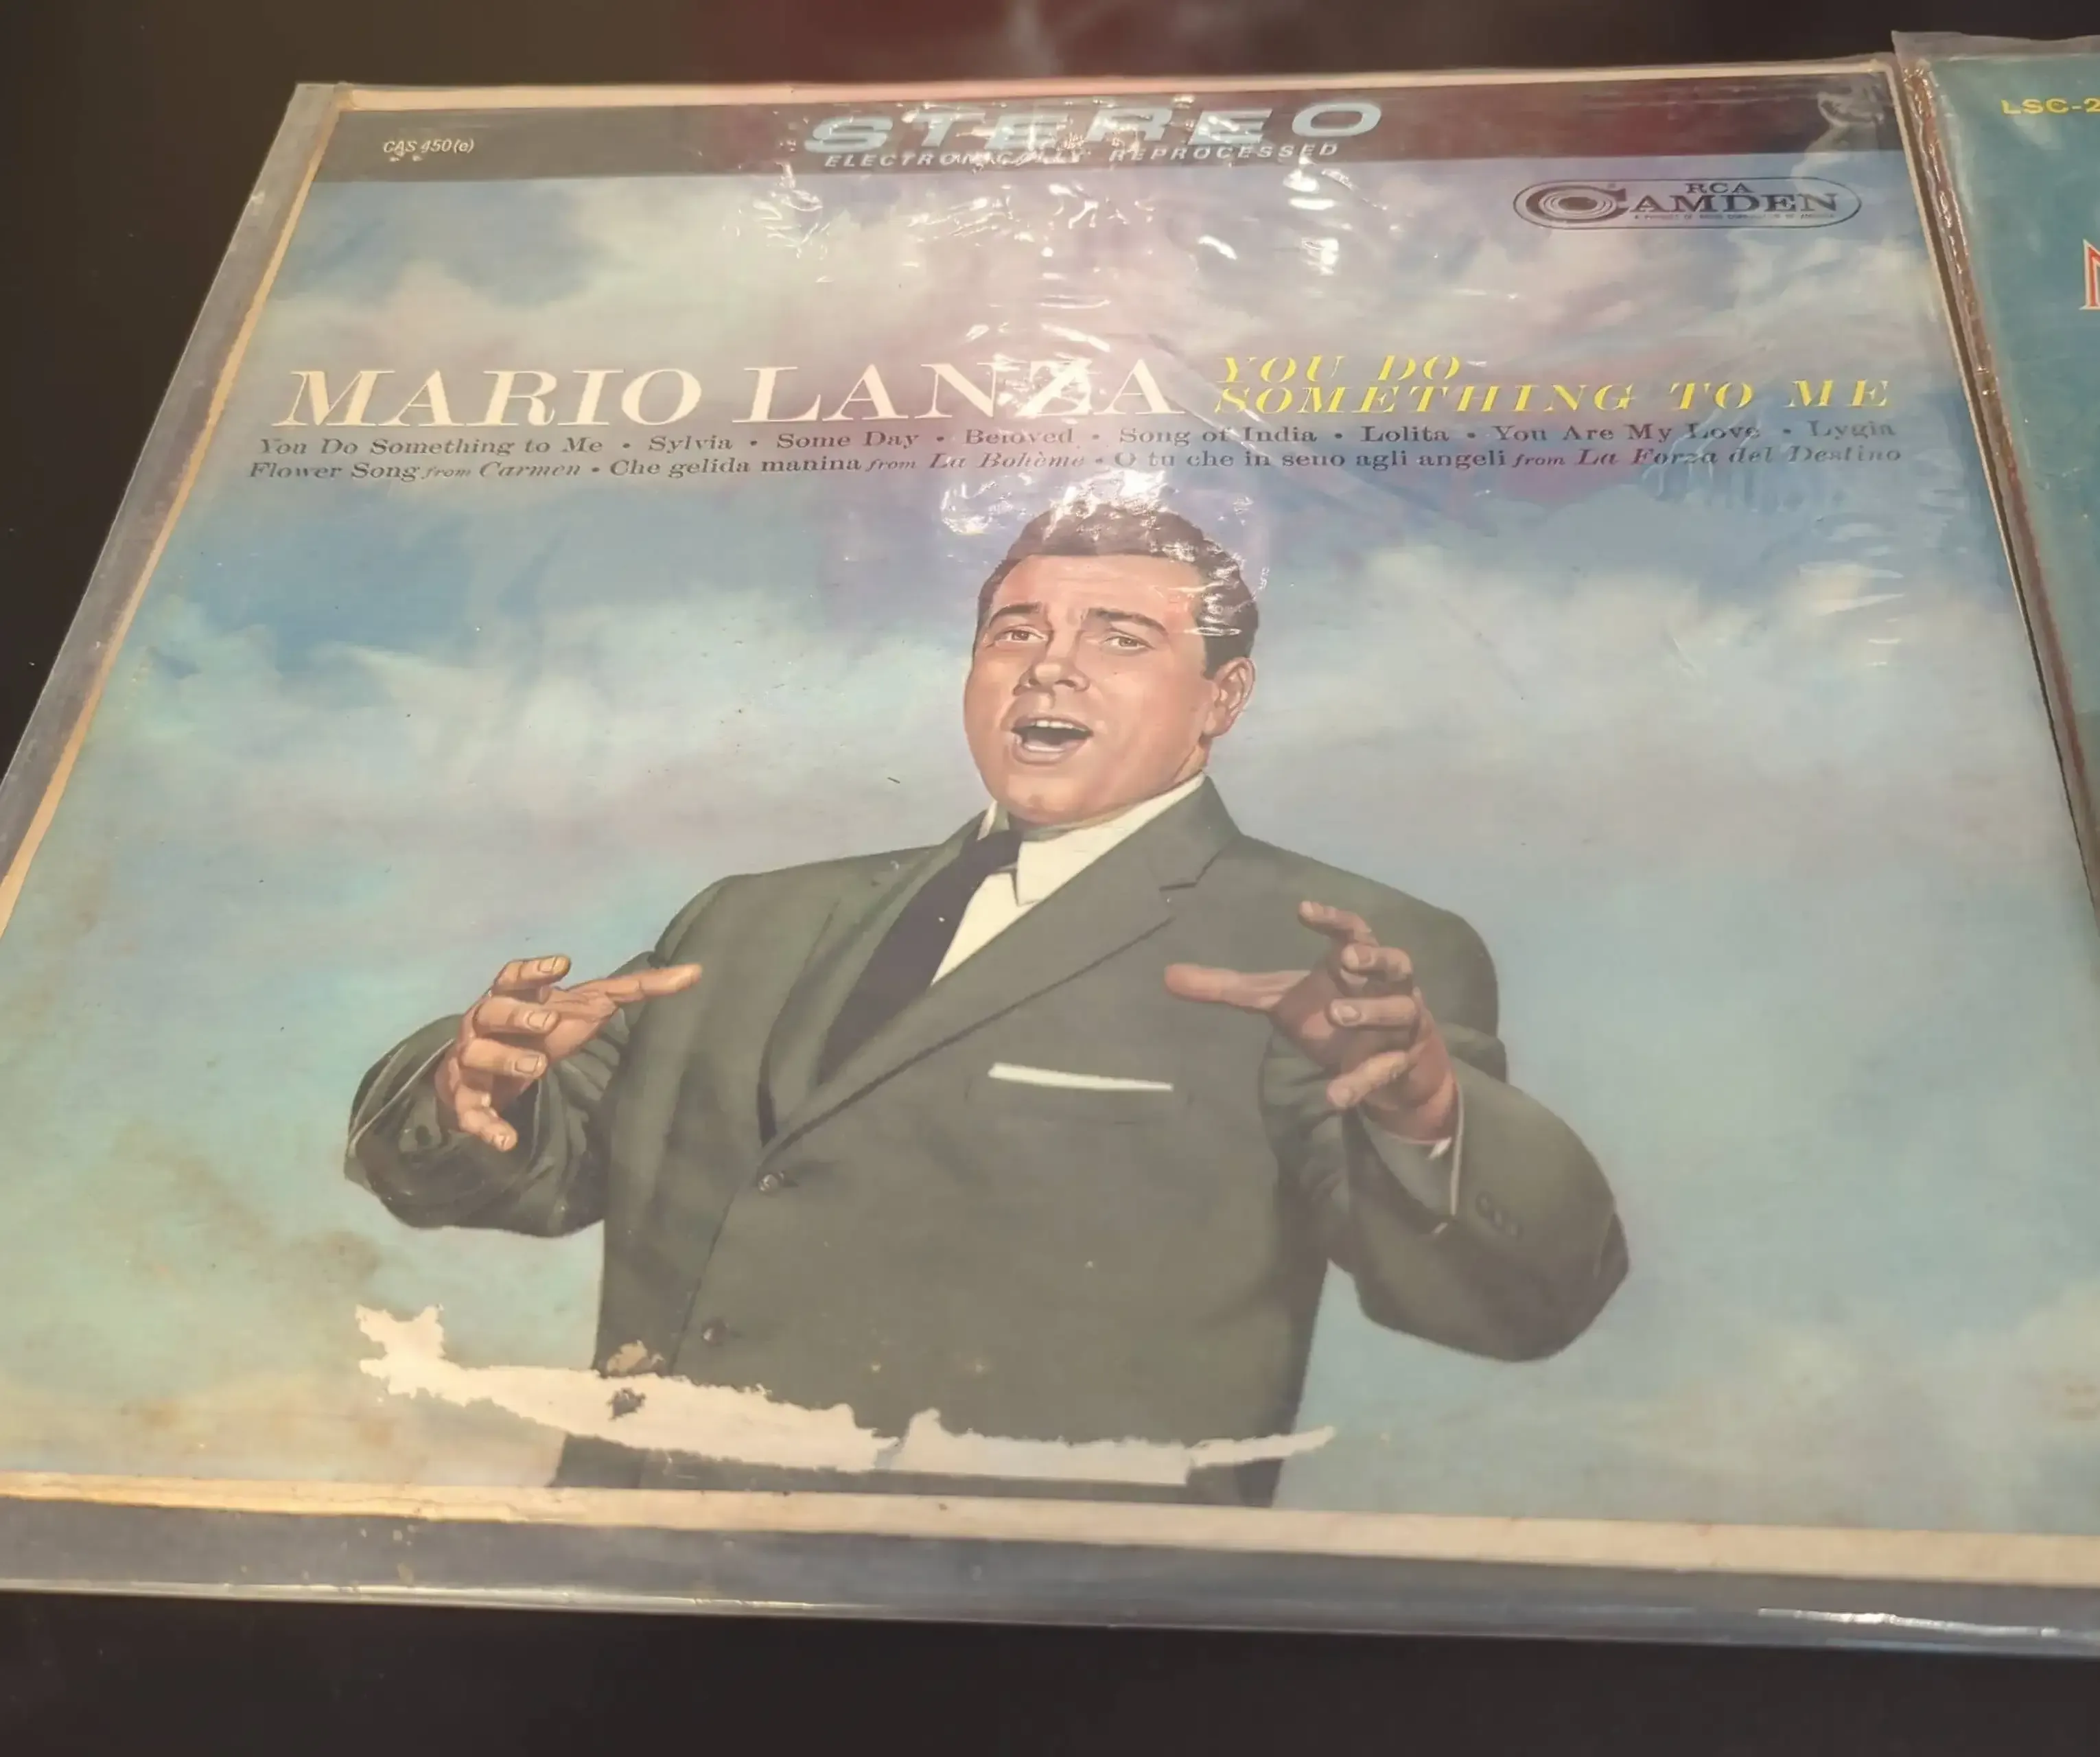 CAS 450(e)
STEREO
ELECTRONICALLY REPROCESSED
RCA
CAMDEN
LSC-2
MARIO LANZA YOU DO
SOMETHING TO ME
You Do Something to Me • Sylvia • Some Day • Beloved • Song of India • Lolita • You Are My Love • Lygia
Flower Song from Carmen • Che gelida manina from La Bohème • O tu che in seno agli angeli from La Forza del Destino